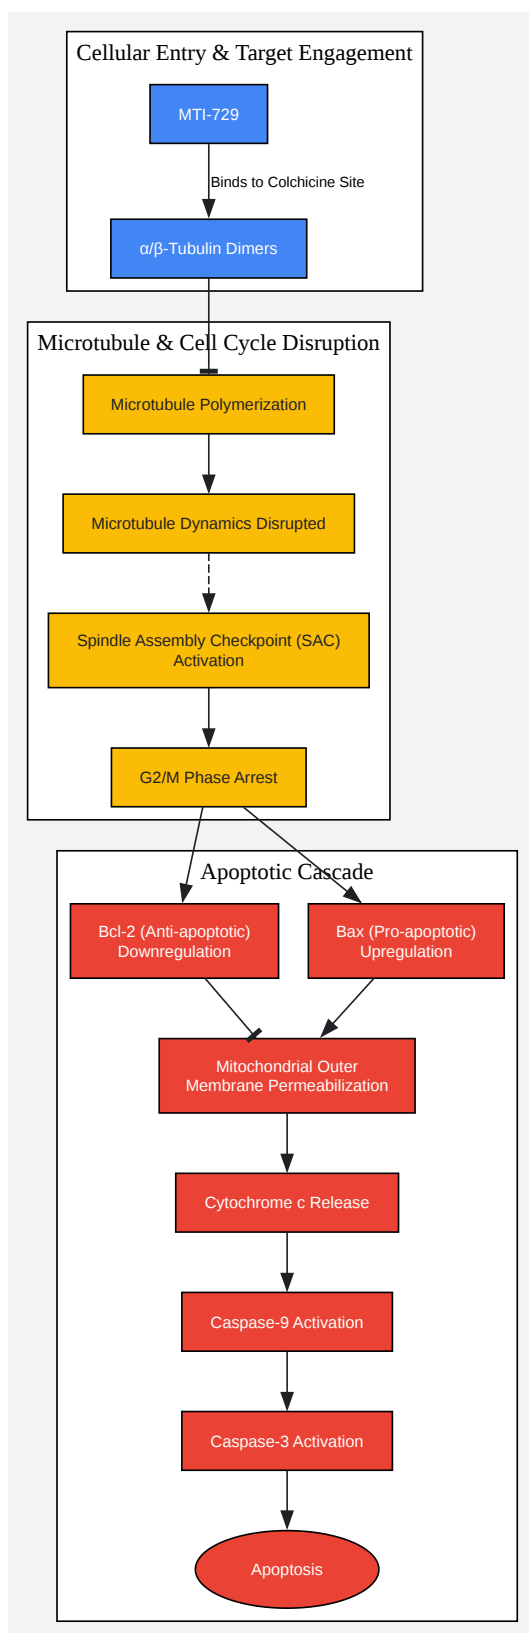 Cellular Entry & Target Engagement
MTI-729
Binds to Colchicine Site
α/β-Tubulin Dimers
Microtubule & Cell Cycle Disruption
Microtubule Polymerization
Microtubule Dynamics Disrupted
Spindle Assembly Checkpoint (SAC)
Activation
G2/M Phase Arrest
Apoptotic Cascade
Bcl-2 (Anti-apoptotic)
Downregulation
Bax (Pro-apoptotic)
Upregulation
Mitochondrial Outer
Membrane Permeabilization
Cytochrome c Release
Caspase-9 Activation
Caspase-3 Activation
Apoptosis